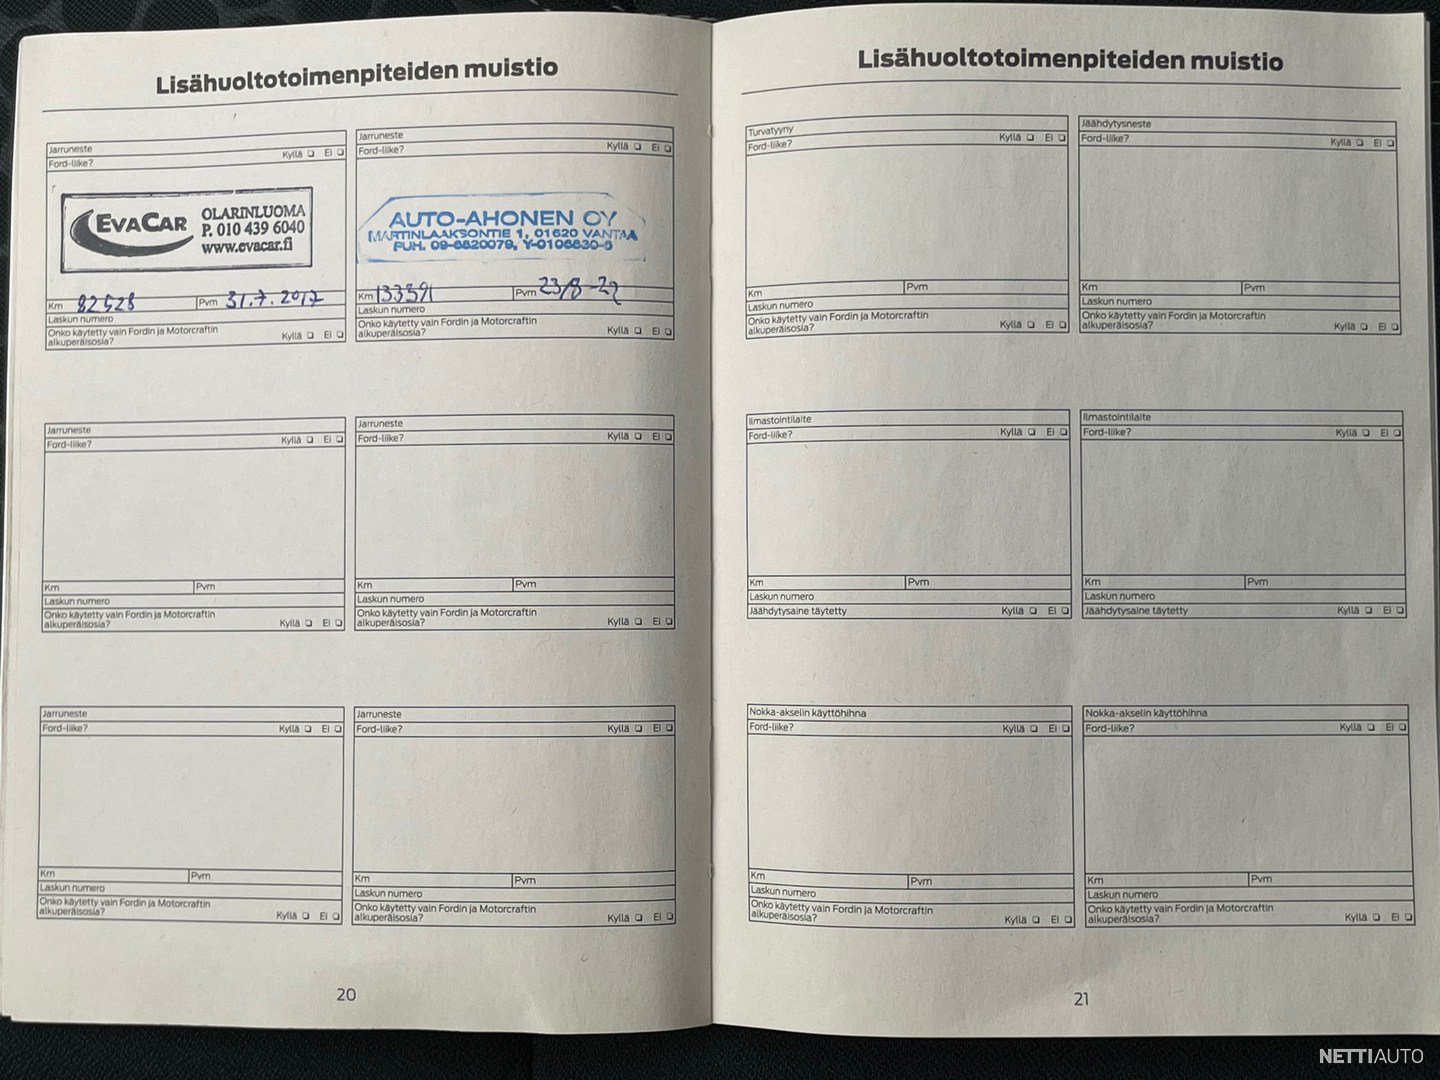 Lisähuoltotoimenpiteiden muistio
Jarruneste
Ford-liike? Kyllä ❏ Ei ❏
EVACAR
OLARINLUOMA
P. 010 439 6040
www.evacar.fi
Km 82528 Pvm 31.7.2017
Laskun numero
Onko käytetty vain Fordin ja Motorcraftin
alkuperäisosia? Kyllä ❏ Ei ❏
Jarruneste
Ford-liike? Kyllä ❏ Ei ❏
AUTO-AHONEN OY
MARTINLAAKSONTIE 1, 01620 VANTAA
PUH. 09-8820079, Y-0106830-6
Km 133591 Pvm 23/8-22
Laskun numero
Onko käytetty vain Fordin ja Motorcraftin
alkuperäisosia? Kyllä ❏ Ei ❏
Jarruneste
Ford-liike? Kyllä ❏ Ei ❏
Km Pvm
Laskun numero
Onko käytetty vain Fordin ja Motorcraftin
alkuperäisosia? Kyllä ❏ Ei ❏
Jarruneste
Ford-liike? Kyllä ❏ Ei ❏
Km Pvm
Laskun numero
Onko käytetty vain Fordin ja Motorcraftin
alkuperäisosia? Kyllä ❏ Ei ❏
Jarruneste
Ford-liike? Kyllä ❏ Ei ❏
Km Pvm
Laskun numero
Onko käytetty vain Fordin ja Motorcraftin
alkuperäisosia? Kyllä ❏ Ei ❏
Jarruneste
Ford-liike? Kyllä ❏ Ei ❏
Km Pvm
Laskun numero
Onko käytetty vain Fordin ja Motorcraftin
alkuperäisosia? Kyllä ❏ Ei ❏
20
Lisähuoltotoimenpiteiden muistio
Turvatyyny
Ford-liike? Kyllä ❏ Ei ❏
Km Pvm
Laskun numero
Onko käytetty vain Fordin ja Motorcraftin
alkuperäisosia? Kyllä ❏ Ei ❏
Jäähdytysneste
Ford-liike? Kyllä ❏ Ei ❏
Km Pvm
Laskun numero
Onko käytetty vain Fordin ja Motorcraftin
alkuperäisosia? Kyllä ❏ Ei ❏
Ilmastointilaite
Ford-liike? Kyllä ❏ Ei ❏
Km Pvm
Laskun numero
Jäähdytysaine täytetty Kyllä ❏ Ei ❏
Ilmastointilaite
Ford-liike? Kyllä ❏ Ei ❏
Km Pvm
Laskun numero
Jäähdytysaine täytetty Kyllä ❏ Ei ❏
Nokka-akselin käyttöhihna
Ford-liike? Kyllä ❏ Ei ❏
Km Pvm
Laskun numero
Onko käytetty vain Fordin ja Motorcraftin
alkuperäisosia? Kyllä ❏ Ei ❏
Nokka-akselin käyttöhihna
Ford-liike? Kyllä ❏ Ei ❏
Km Pvm
Laskun numero
Onko käytetty vain Fordin ja Motorcraftin
alkuperäisosia? Kyllä ❏ Ei ❏
21
NETTIAUTO